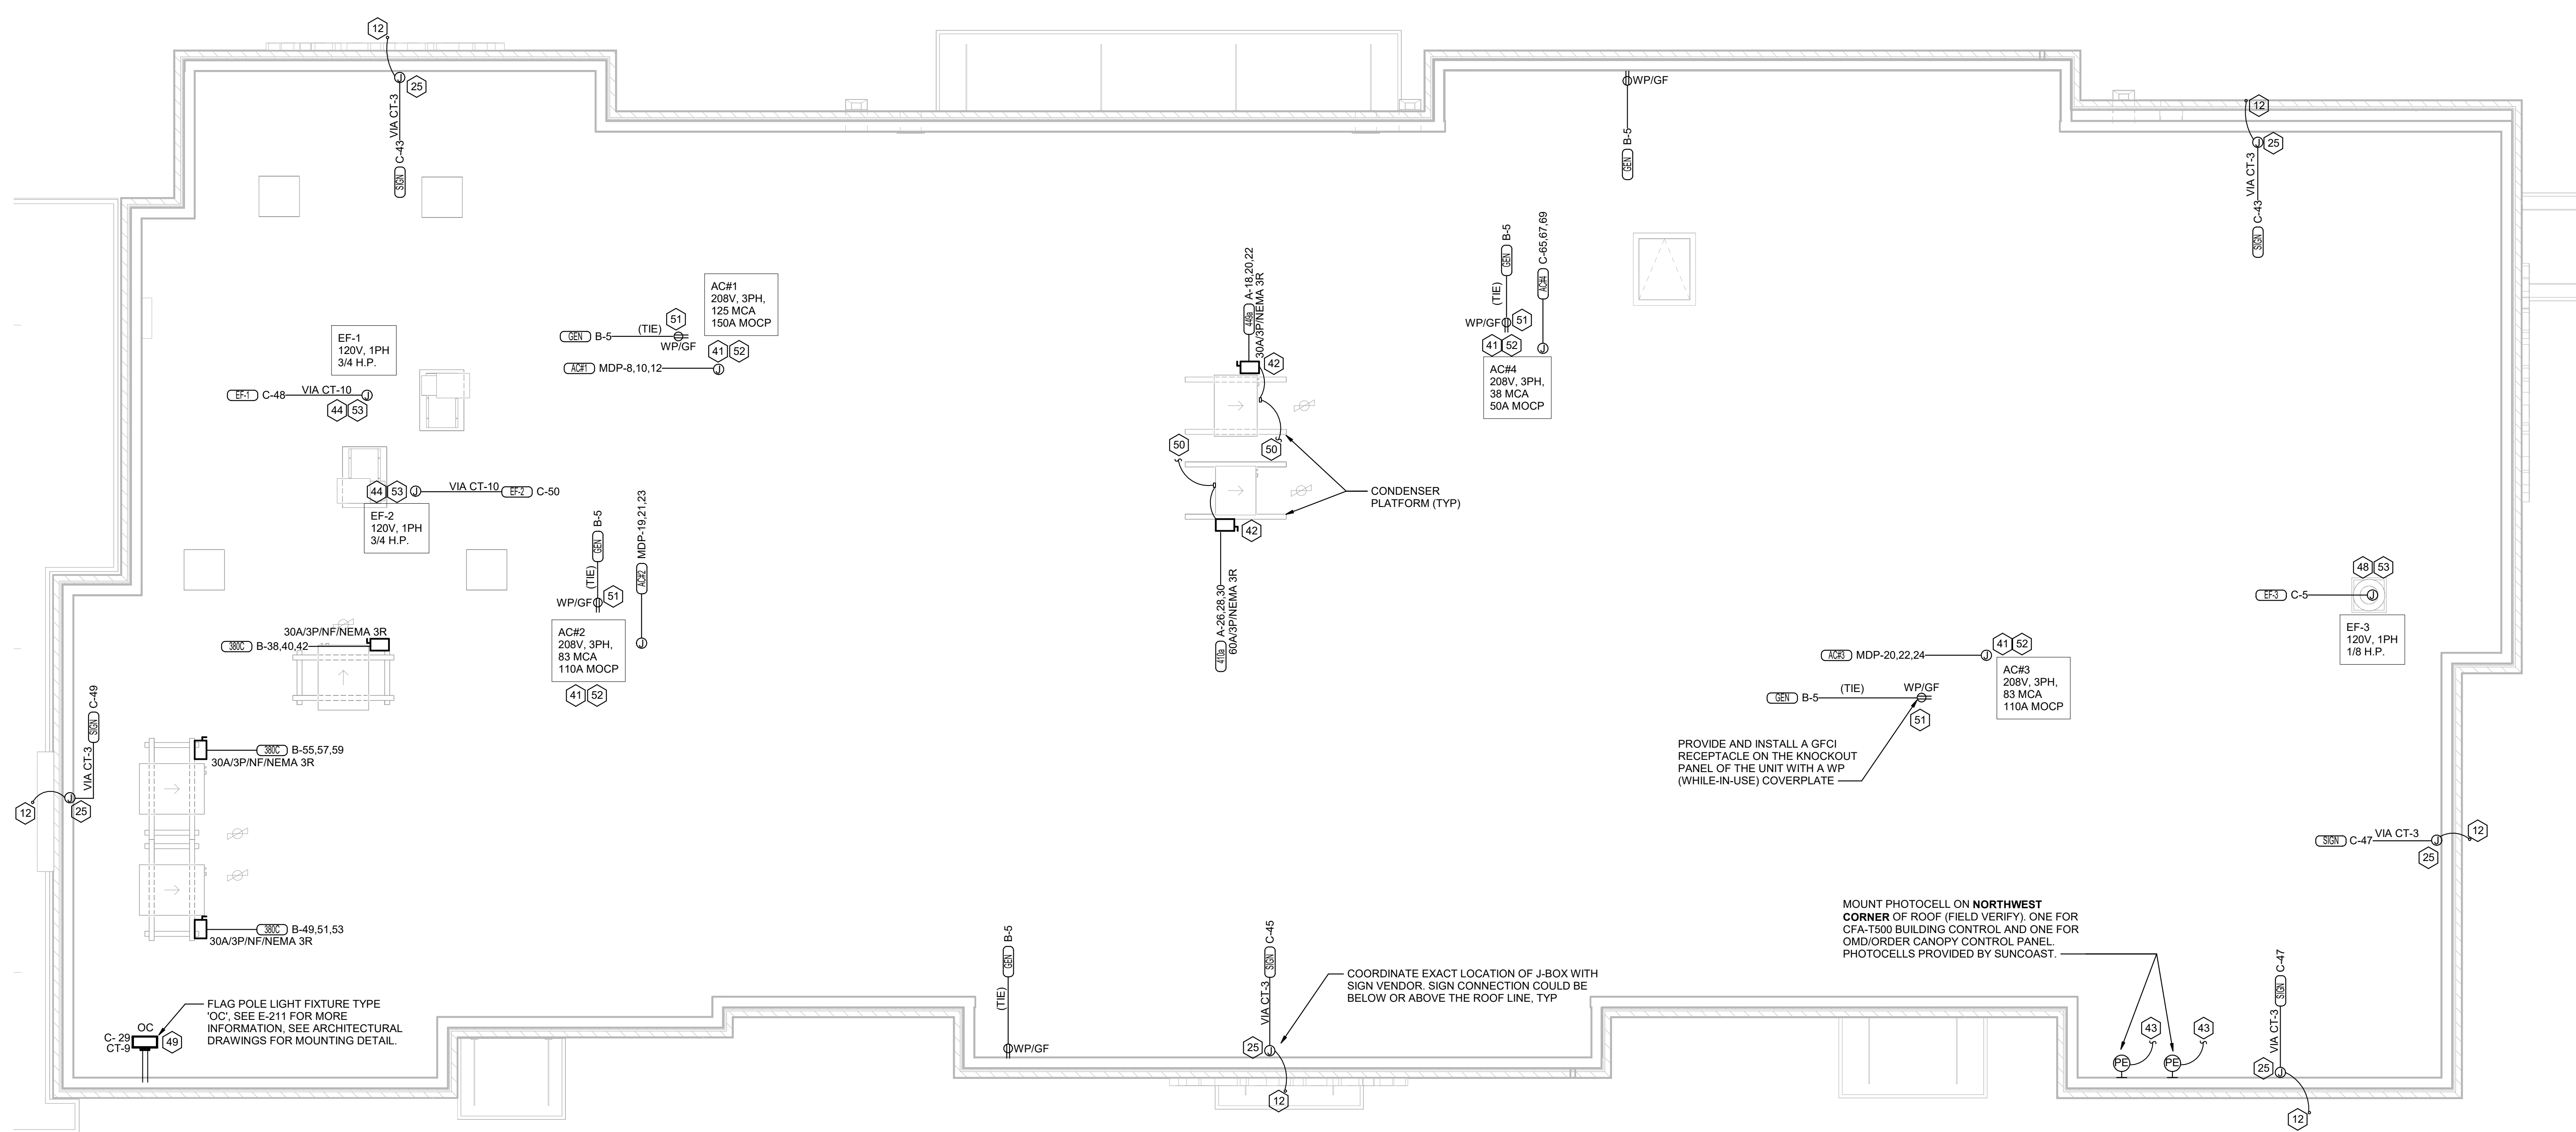 12
25
VIA CT-3
C-43
SIGN
WP/GF
B-5
GEN
12
25
VIA CT-3
C-43
SIGN
AC#1
208V, 3PH,
125 MCA
150A MOCP
51
(TIE)
GEN B-5
WP/GF
41 52
AC#1 MDP-8,10,12
J
EF-1
120V, 1PH
3/4 H.P.
EF-1 C-48
VIA CT-10
J
44 53
44 53 J
VIA CT-10
EF-2 C-50
EF-2
120V, 1PH
3/4 H.P.
B-5
GEN
(TIE)
WP/GF
51
MDP-19,21,23
AC#2
J
AC#2
208V, 3PH,
83 MCA
110A MOCP
41 52
A-18,20,22
449a
30A/3P/NEMA 3R
42
50
50
42
A-26,28,30
410a
60A/3P/NEMA 3R
CONDENSER
PLATFORM (TYP)
B-5
GEN
(TIE)
WP/GF
51
C-65,67,69
AC#4
J
41 52
AC#4
208V, 3PH,
38 MCA
50A MOCP
48 53
EF-3 C-5
J
EF-3
120V, 1PH
1/8 H.P.
41 52
AC#3 MDP-20,22,24
J
AC#3
208V, 3PH,
83 MCA
110A MOCP
GEN B-5
(TIE)
WP/GF
51
PROVIDE AND INSTALL A GFCI
RECEPTACLE ON THE KNOCKOUT
PANEL OF THE UNIT WITH A WP
(WHILE-IN-USE) COVERPLATE
30A/3P/NF/NEMA 3R
380C B-38,40,42
C-49
SIGN
VIA CT-3
J
12
25
380C B-55,57,59
30A/3P/NF/NEMA 3R
380C B-49,51,53
30A/3P/NF/NEMA 3R
SIGN C-47
VIA CT-3
J
12
25
MOUNT PHOTOCELL ON NORTHWEST
CORNER OF ROOF (FIELD VERIFY). ONE FOR
CFA-T500 BUILDING CONTROL AND ONE FOR
OMD/ORDER CANOPY CONTROL PANEL.
PHOTOCELLS PROVIDED BY SUNCOAST.
FLAG POLE LIGHT FIXTURE TYPE
'OC', SEE E-211 FOR MORE
INFORMATION, SEE ARCHITECTURAL
DRAWINGS FOR MOUNTING DETAIL.
OC
C- 29
CT-9
49
B-5
GEN
(TIE)
WP/GF
C-45
SIGN
VIA CT-3
25
J
12
COORDINATE EXACT LOCATION OF J-BOX WITH
SIGN VENDOR. SIGN CONNECTION COULD BE
BELOW OR ABOVE THE ROOF LINE, TYP
43
43
PE
PE
C-47
SIGN
VIA CT-3
25
J
12